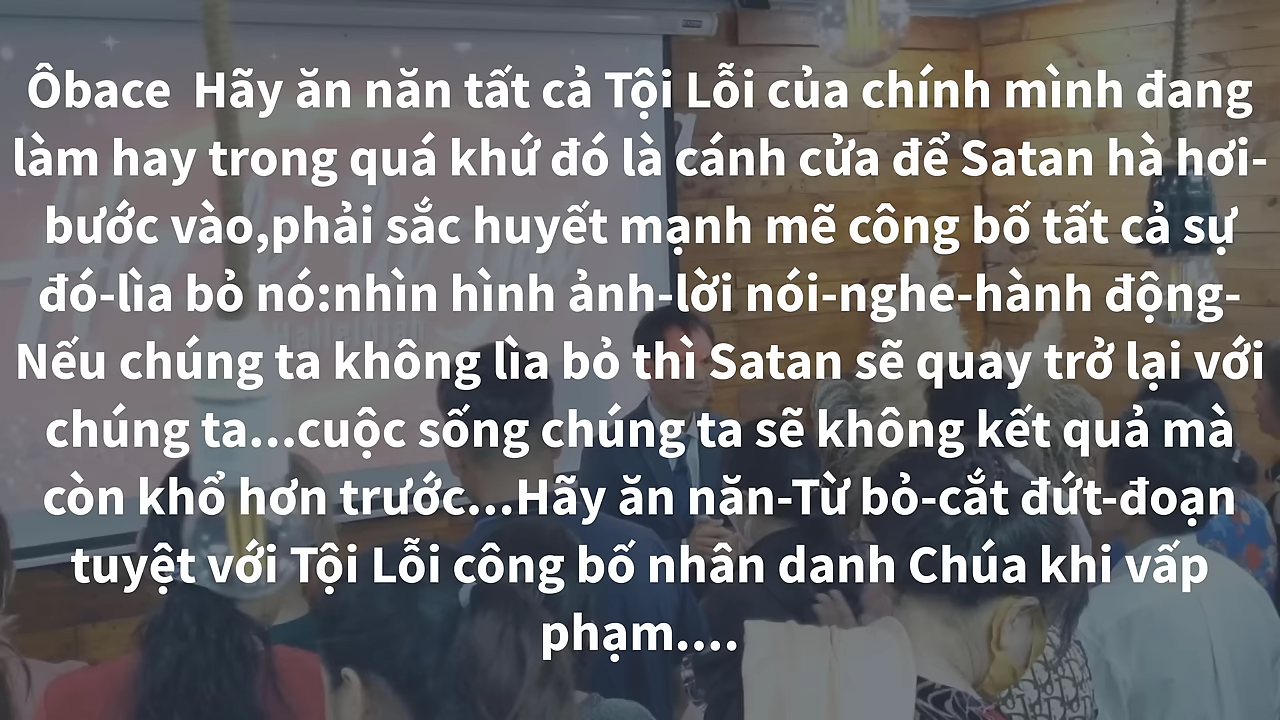 Ôbace  Hãy ăn năn tất cả Tội Lỗi của chính mình đang
làm hay trong quá khứ đó là cánh cửa để Satan hà hơi-
bước vào,phải sắc huyết mạnh mẽ công bố tất cả sự
đó-lìa bỏ nó:nhìn hình ảnh-lời nói-nghe-hành động-
Nếu chúng ta không lìa bỏ thì Satan sẽ quay trở lại với
chúng ta...cuộc sống chúng ta sẽ không kết quả mà
còn khổ hơn trước...Hãy ăn năn-Từ bỏ-cắt đứt-đoạn
tuyệt với Tội Lỗi công bố nhân danh Chúa khi vấp
phạm....
Hallelujah